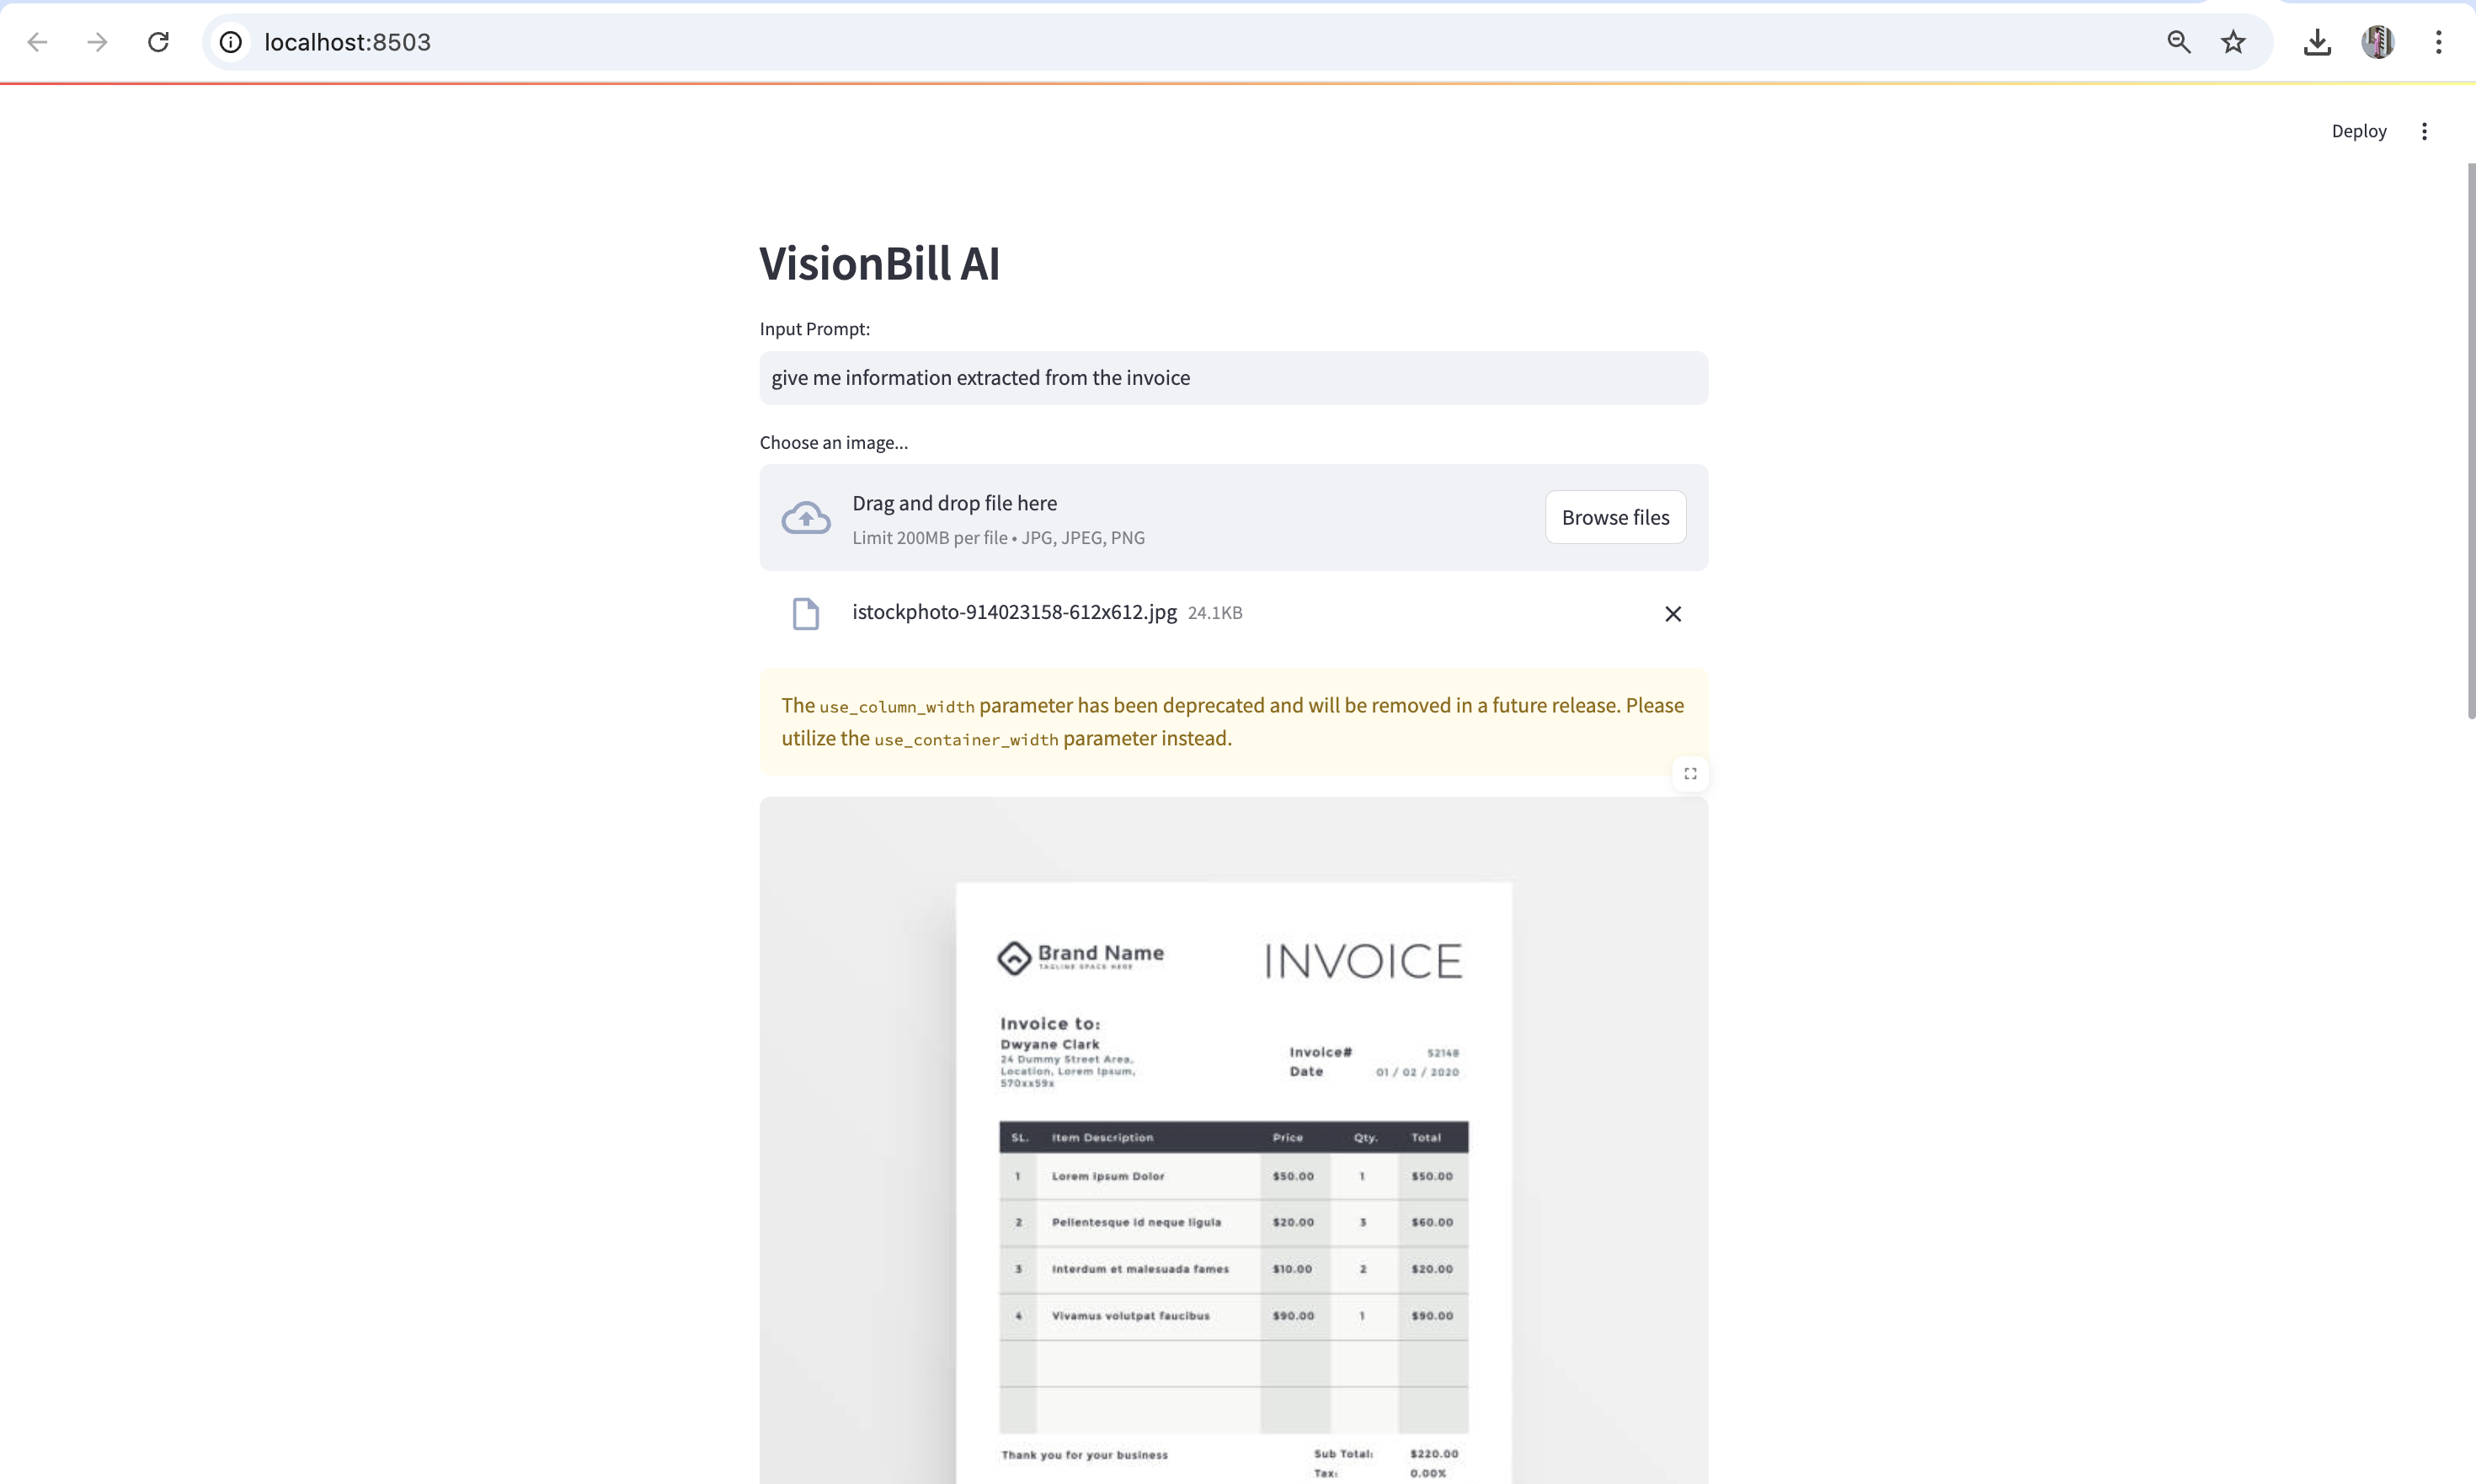 localhost:8503
Deploy
VisionBill AI
Input Prompt:
give me information extracted from the invoice
Choose an image...
Drag and drop file here
Limit 200MB per file • JPG, JPEG, PNG
Browse files
istockphoto-914023158-612x612.jpg 24.1KB
The use_column_width parameter has been deprecated and will be removed in a future release. Please
utilize the use_container_width parameter instead.
Brand Name
TAGLINE SPACE HERE
INVOICE
Invoice to:
Dwyane Clark
24 Dummy Street Area,
Location, Lorem Ipsum,
570xx59x
Invoice# 52148
Date 01 / 02 / 2020
SL. Item Description Price Qty. Total
1 Lorem Ipsum Dolor $50.00 1 $50.00
2 Pellentesque id neque ligula $20.00 3 $60.00
3 Interdum et malesuada fames $10.00 2 $20.00
4 Vivamus volutpat faucibus $90.00 1 $90.00
Thank you for your business
Sub Total: $220.00
Tax: 0.00%